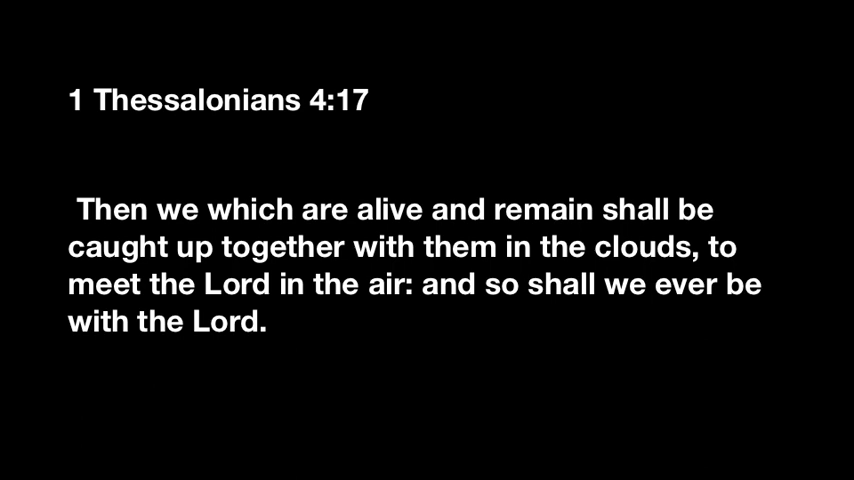 1 Thessalonians 4:17
Then we which are alive and remain shall be
caught up together with them in the clouds, to
meet the Lord in the air: and so shall we ever be
with the Lord.